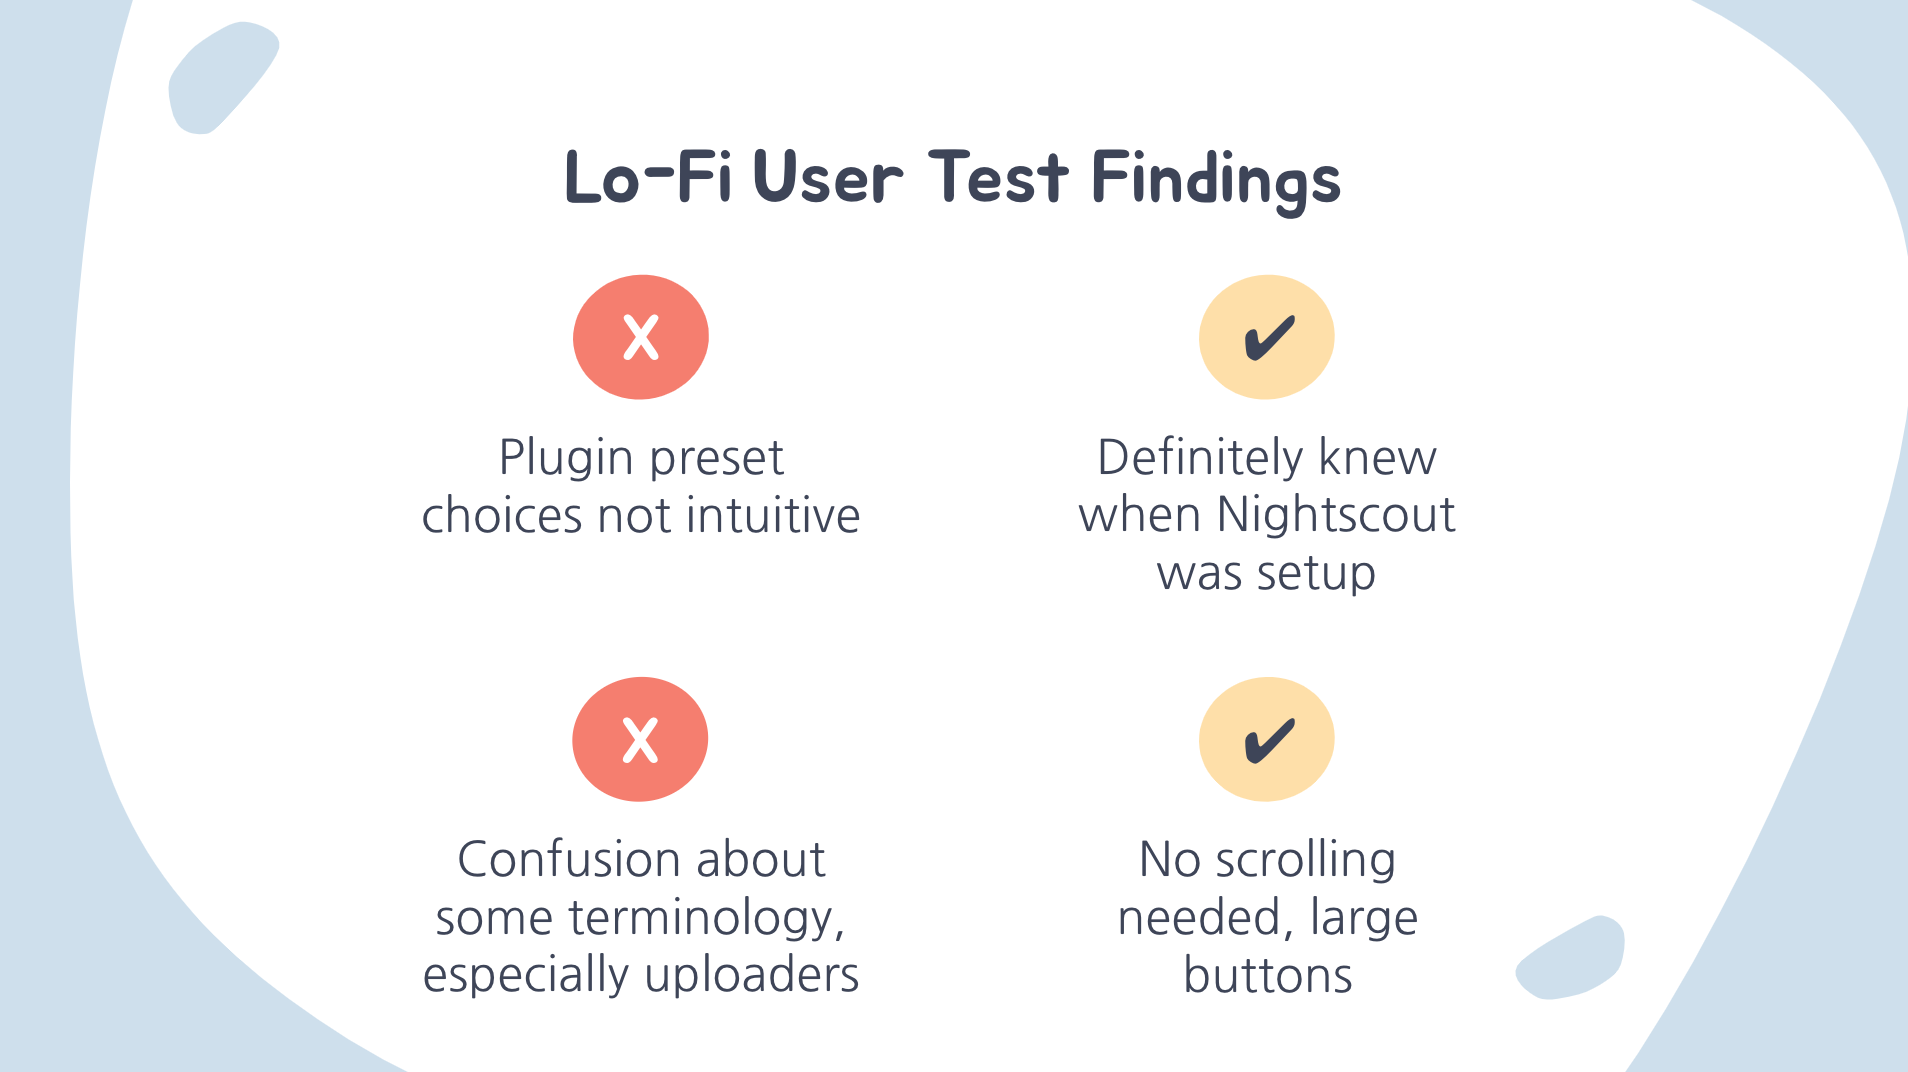 Lo-Fi User Test Findings
X
✔
Plugin preset
choices not intuitive
Definitely knew
when Nightscout
was setup
X
✔
Confusion about
some terminology,
especially uploaders
No scrolling
needed, large
buttons